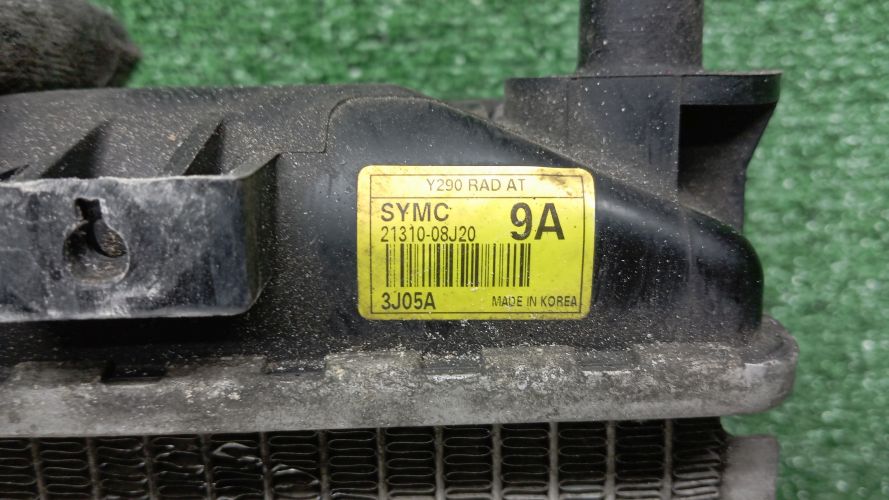 Y290 RAD AT
SYMC 9A
21310-08J20
3J05A MADE IN KOREA